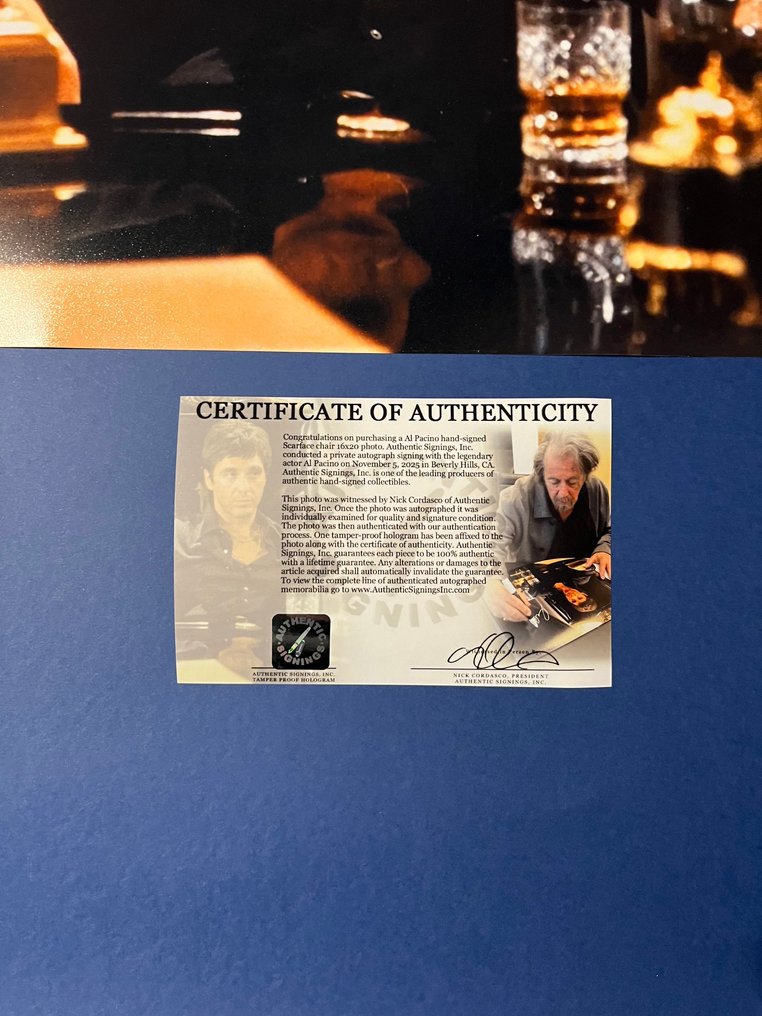 CERTIFICATE OF AUTHENTICITY
Congratulations on purchasing a Al Pacino hand-signed
Scarface chair 16x20 photo. Authentic Signings, Inc.
conducted a private autograph signing with the legendary
actor Al Pacino on November 5, 2025 in Beverly Hills, CA.
Authentic Signings, Inc. is one of the leading producers of
authentic hand-signed collectibles.
This photo was witnessed by Nick Cordasco of Authentic
Signings, Inc. Once the photo was autographed it was
individually examined for quality and signature condition.
The photo was then authenticated with our authentication
process. One tamper-proof hologram has been affixed to the
photo along with the certificate of authenticity. Authentic
Signings, Inc. guarantees each piece to be 100% authentic
with a lifetime guarantee. Any alterations or damages to the
article acquired shall automatically invalidate the guarantee.
To view the complete line of authenticated autographed
memorabilia go to www.AuthenticSigningsInc.com
AUTHENTIC
SIGNINGS
AUTHENTIC SIGNINGS, INC.
TAMPER PROOF HOLOGRAM
in Person By:
NICK CORDASCO, PRESIDENT
AUTHENTIC SIGNINGS, INC.